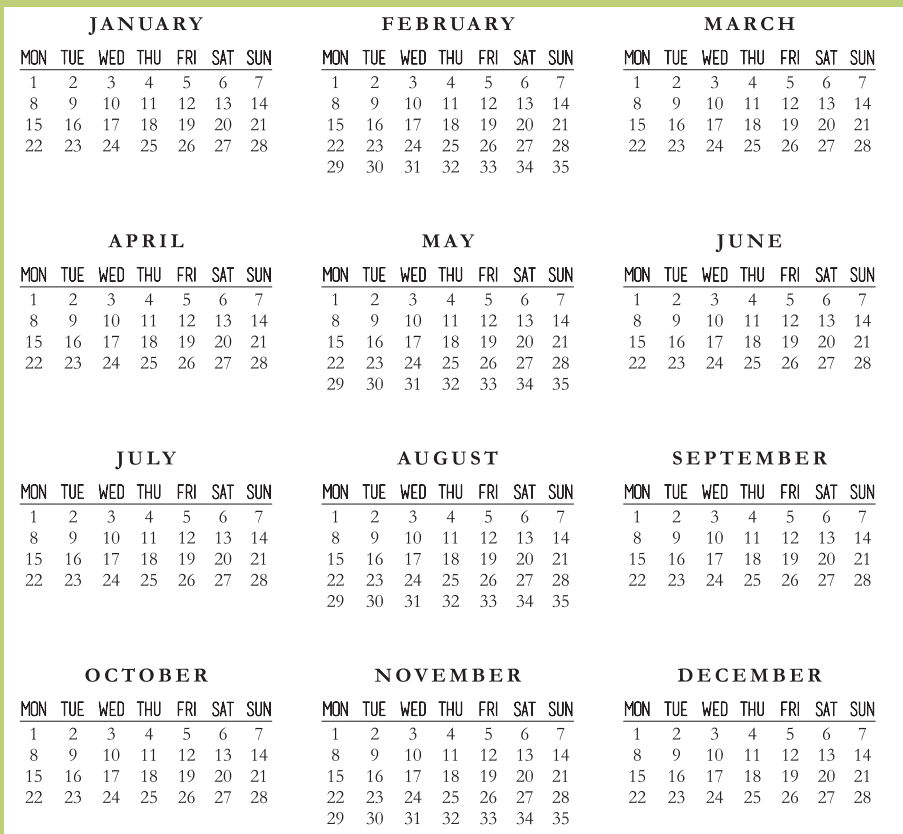 JANUARY
MON TUE WED THU FRI SAT SUN
1 2 3 4 5 6 7
8 9 10 11 12 13 14
15 16 17 18 19 20 21
22 23 24 25 26 27 28
FEBRUARY
MON TUE WED THU FRI SAT SUN
1 2 3 4 5 6 7
8 9 10 11 12 13 14
15 16 17 18 19 20 21
22 23 24 25 26 27 28
29 30 31 32 33 34 35
MARCH
MON TUE WED THU FRI SAT SUN
1 2 3 4 5 6 7
8 9 10 11 12 13 14
15 16 17 18 19 20 21
22 23 24 25 26 27 28
APRIL
MON TUE WED THU FRI SAT SUN
1 2 3 4 5 6 7
8 9 10 11 12 13 14
15 16 17 18 19 20 21
22 23 24 25 26 27 28
MAY
MON TUE WED THU FRI SAT SUN
1 2 3 4 5 6 7
8 9 10 11 12 13 14
15 16 17 18 19 20 21
22 23 24 25 26 27 28
29 30 31 32 33 34 35
JUNE
MON TUE WED THU FRI SAT SUN
1 2 3 4 5 6 7
8 9 10 11 12 13 14
15 16 17 18 19 20 21
22 23 24 25 26 27 28
JULY
MON TUE WED THU FRI SAT SUN
1 2 3 4 5 6 7
8 9 10 11 12 13 14
15 16 17 18 19 20 21
22 23 24 25 26 27 28
AUGUST
MON TUE WED THU FRI SAT SUN
1 2 3 4 5 6 7
8 9 10 11 12 13 14
15 16 17 18 19 20 21
22 23 24 25 26 27 28
29 30 31 32 33 34 35
SEPTEMBER
MON TUE WED THU FRI SAT SUN
1 2 3 4 5 6 7
8 9 10 11 12 13 14
15 16 17 18 19 20 21
22 23 24 25 26 27 28
OCTOBER
MON TUE WED THU FRI SAT SUN
1 2 3 4 5 6 7
8 9 10 11 12 13 14
15 16 17 18 19 20 21
22 23 24 25 26 27 28
NOVEMBER
MON TUE WED THU FRI SAT SUN
1 2 3 4 5 6 7
8 9 10 11 12 13 14
15 16 17 18 19 20 21
22 23 24 25 26 27 28
29 30 31 32 33 34 35
DECEMBER
MON TUE WED THU FRI SAT SUN
1 2 3 4 5 6 7
8 9 10 11 12 13 14
15 16 17 18 19 20 21
22 23 24 25 26 27 28